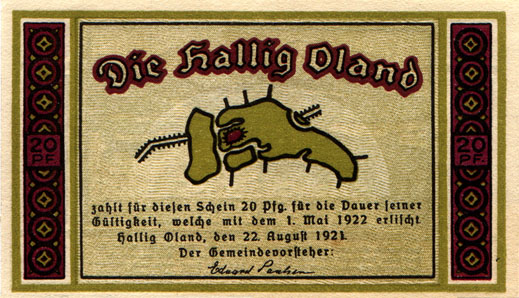 Die Hallig Oland
20
PF.
20
PF.
zahlt für diesen Schein 20 Pfg. für die Dauer seiner
Gültigkeit, welche mit dem 1. Mai 1922 erlischt
Hallig Oland, den 22. August 1921.
Der Gemeindevorsteher: